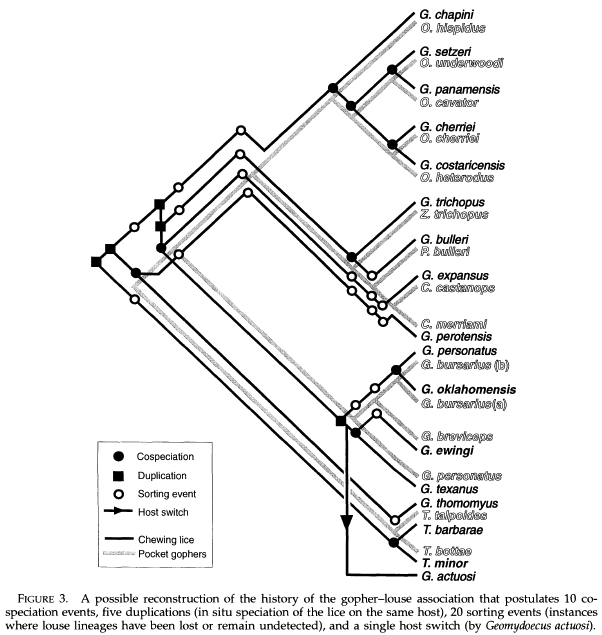 G. chapini
O. hispidus
G. setzeri
O. underwoodi
G. panamensis
O. cavator
G. cherriei
O. cherriei
G. costaricensis
O. heterodus
G. trichopus
Z. trichopus
G. bulleri
P. bulleri
G. expansus
C. castanops
C. merriami
G. perotensis
G. personatus
G. bursarius (b)
G. oklahomensis
G. bursarius(a)
G. breviceps
G. ewingi
G. personatus
G. texanus
G. thomomyus
T. talpoides
T. barbarae
T. bottae
T. minor
G. actuosi
Cospeciation
Duplication
Sorting event
Host switch
Chewing lice
Pocket gophers
FIGURE 3. A possible reconstruction of the history of the gopher–louse association that postulates 10 co-
speciation events, five duplications (in situ speciation of the lice on the same host), 20 sorting events (instances
where louse lineages have been lost or remain undetected), and a single host switch (by Geomydoecus actuosi).